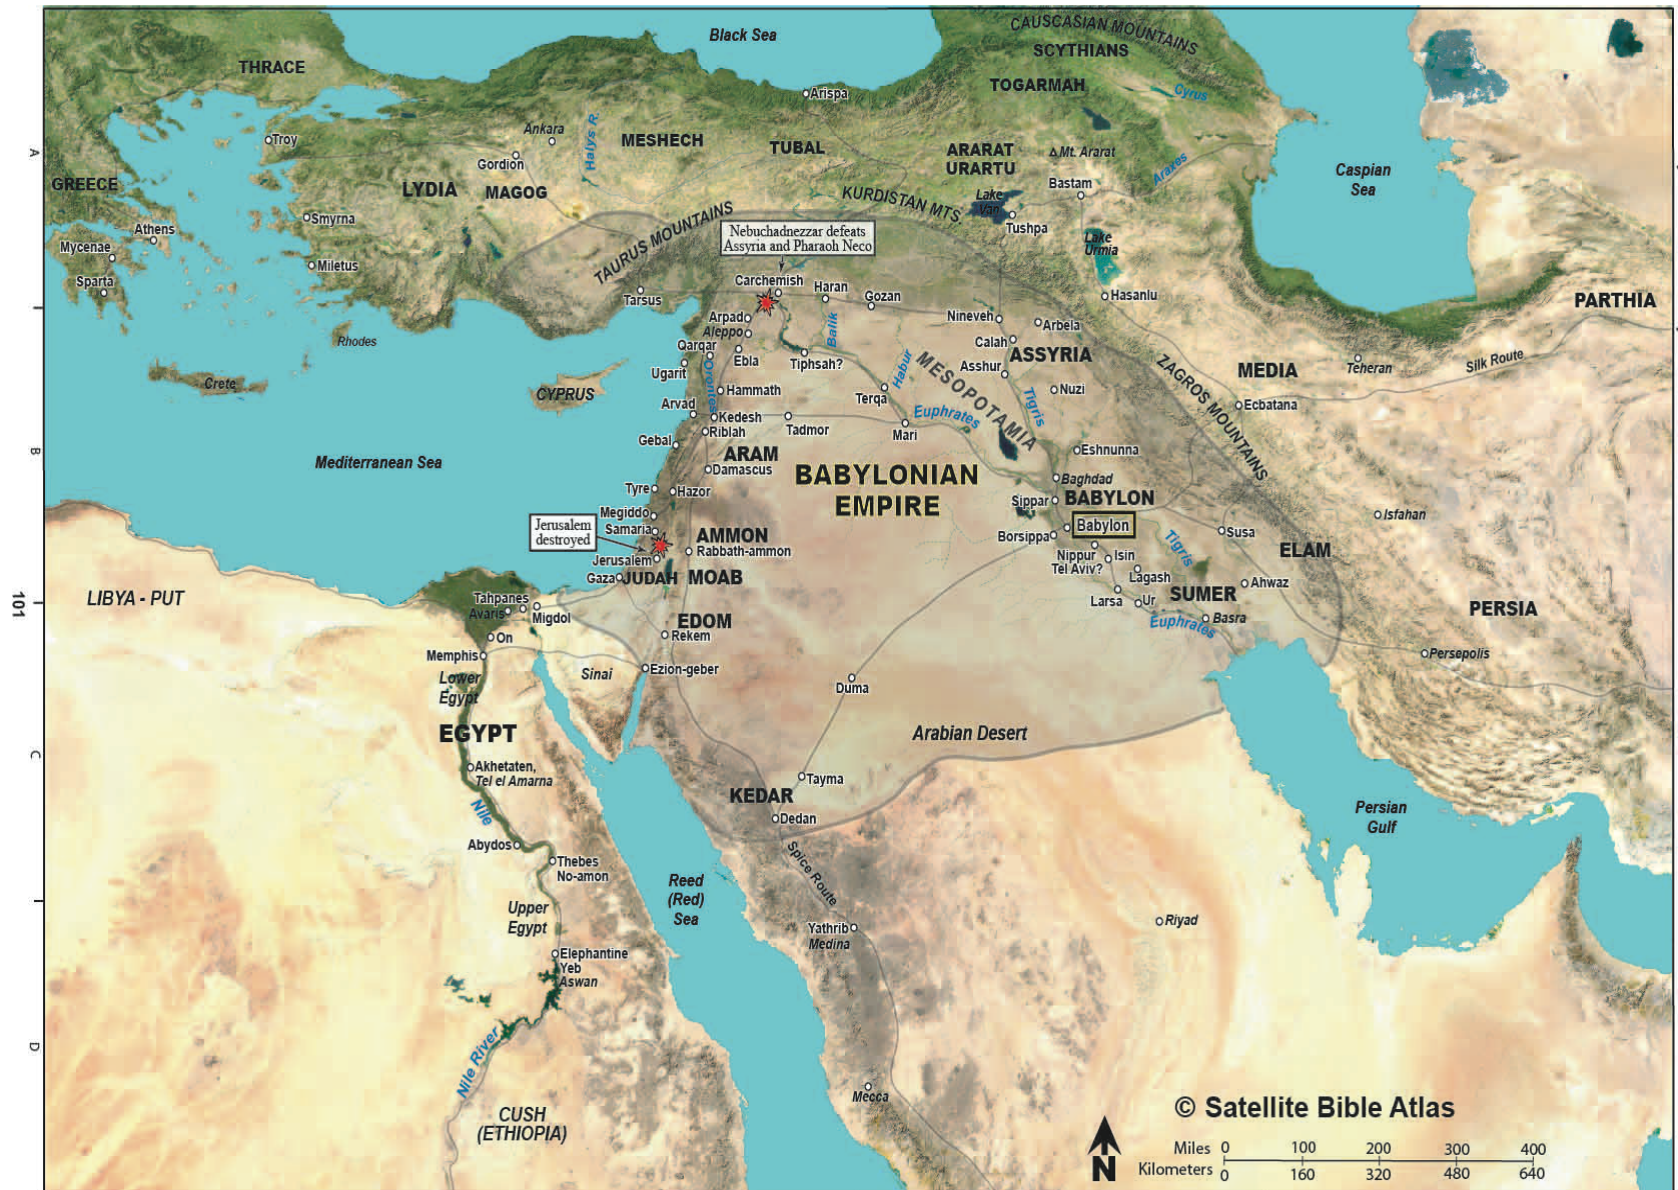 Black Sea
CAUSCASIAN MOUNTAINS
SCYTHIANS
THRACE
TOGARMAH
Cyrus
Arispa
Troy
Ankara
Halys R.
MESHECH
TUBAL
ARARAT
URARTU
Mt. Ararat
Araxes
Caspian
Sea
A
Gordion
GREECE
LYDIA
MAGOG
KURDISTAN MTS.
Lake
Van
Bastam
Tushpa
Smyrna
TAURUS MOUNTAINS
Nebuchadnezzar defeats
Assyria and Pharaoh Neco
Lake
Urmia
Athens
Mycenae
Sparta
Miletus
Tarsus
Carchemish
Haran
Gozan
Hasanlu
PARTHIA
Rhodes
Arpad
Aleppo
Balik
Nineveh
Arbela
Calah
ASSYRIA
Qarqar
Ebla
Tiphsah?
Habur
MESOPOTAMIA
Asshur
ZAGROS MOUNTAINS
MEDIA
Teheran
Silk Route
Crete
CYPRUS
Ugarit
Orontes
Hammath
Terqa
Nuzi
Tigris
Ecbatana
Arvad
Kedesh
Riblah
Tadmor
Mari
Euphrates
Gebal
B
Mediterranean Sea
ARAM
Damascus
BABYLONIAN
EMPIRE
Eshnunna
Baghdad
Tyre
Hazor
Sippar
BABYLON
Isfahan
Megiddo
Samaria
Jerusalem
destroyed
AMMON
Rabbath-ammon
Borsippa
Babylon
Susa
ELAM
Jerusalem
Nippur
Tel Aviv?
Isin
Tigris
Gaza
JUDAH
MOAB
Lagash
Ahwaz
101
LIBYA - PUT
Tahpanes
Avaris
Migdol
Larsa
Ur
SUMER
PERSIA
EDOM
Rekem
Euphrates
Basra
On
Memphis
Persepolis
Lower
Egypt
Sinai
Ezion-geber
Duma
EGYPT
Arabian Desert
C
Akhetaten,
Tel el Amarna
Tayma
KEDAR
Dedan
Persian
Gulf
Nile
Abydos
Thebes
No-amon
Spice Route
Reed
(Red)
Sea
Upper
Egypt
Yathrib
Medina
Riyad
Elephantine
Yeb
Aswan
D
Nile River
Mecca
CUSH
(ETHIOPIA)
© Satellite Bible Atlas
N
Miles 0 100 200 300 400
Kilometers 0 160 320 480 640